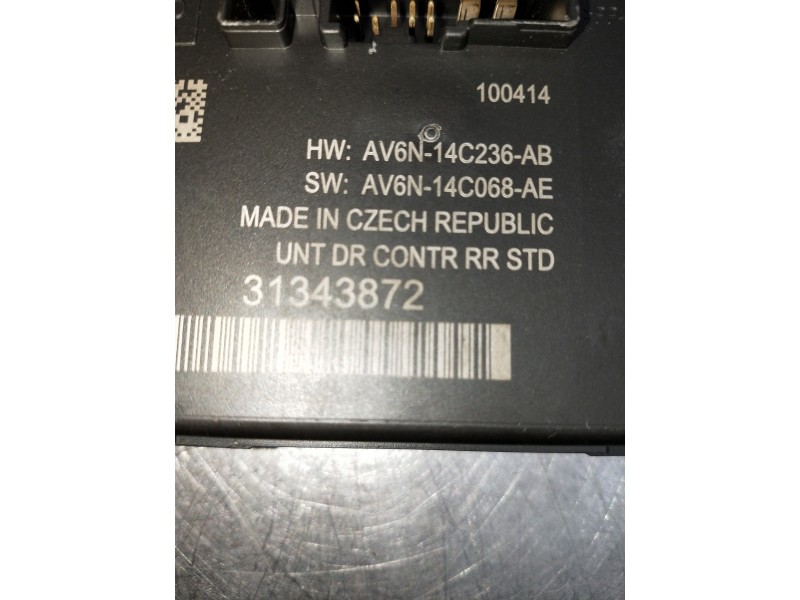 100414
HW: AV6N-14C236-AB
SW: AV6N-14C068-AE
MADE IN CZECH REPUBLIC
UNT DR CONTR RR STD
31343872